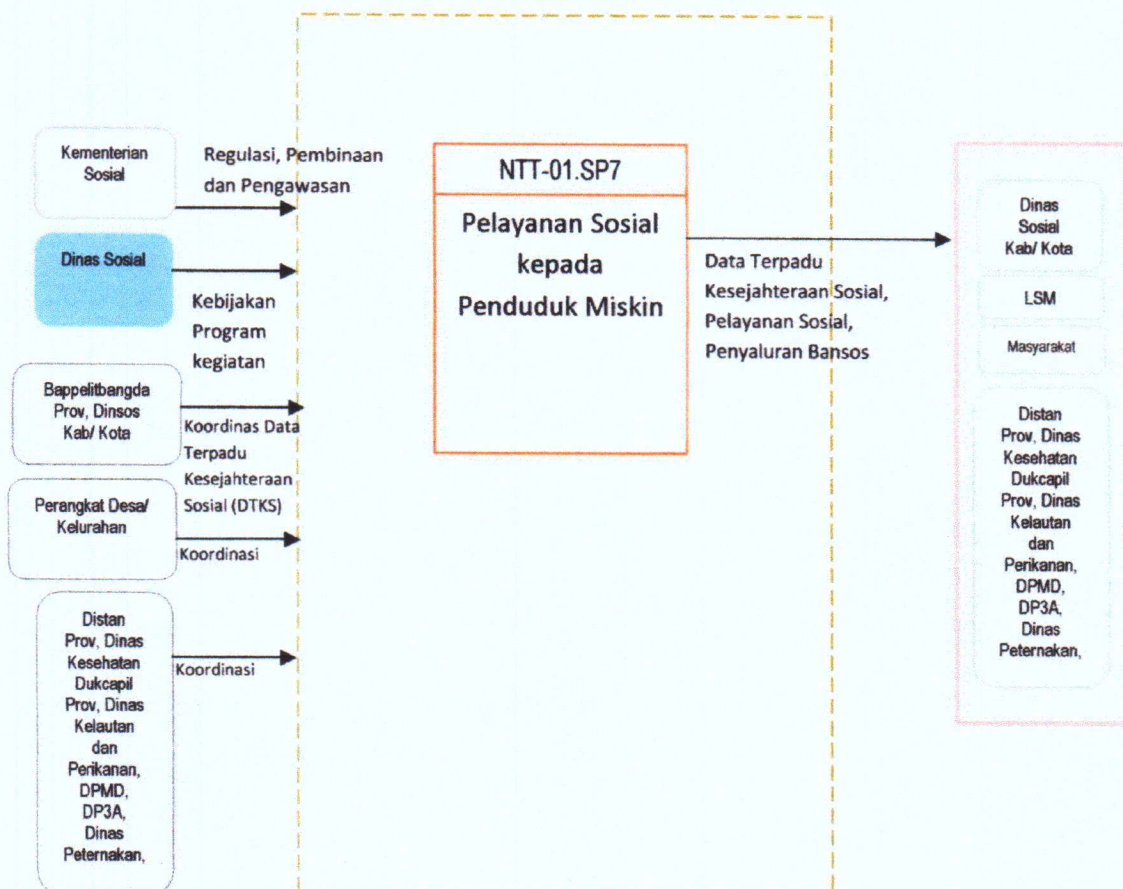 Kementerian
Sosial
Regulasi, Pembinaan
dan Pengawasan
Dinas Sosial
Kebijakan
Program
kegiatan
Bappelitbangda
Prov, Dinsos
Kab/ Kota
Koordinas Data
Terpadu
Kesejahteraan
Sosial (DTKS)
Perangkat Desa/
Kelurahan
Koordinasi
Distan
Prov, Dinas
Kesehatan
Dukcapil
Prov, Dinas
Kelautan
dan
Perikanan,
DPMD,
DP3A,
Dinas
Peternakan,
Koordinasi
NTT-01.SP7
Pelayanan Sosial
kepada
Penduduk Miskin
Data Terpadu
Kesejahteraan Sosial,
Pelayanan Sosial,
Penyaluran Bansos
Dinas
Sosial
Kab/ Kota
LSM
Masyarakat
Distan
Prov, Dinas
Kesehatan
Dukcapil
Prov, Dinas
Kelautan
dan
Perikanan,
DPMD,
DP3A,
Dinas
Peternakan,